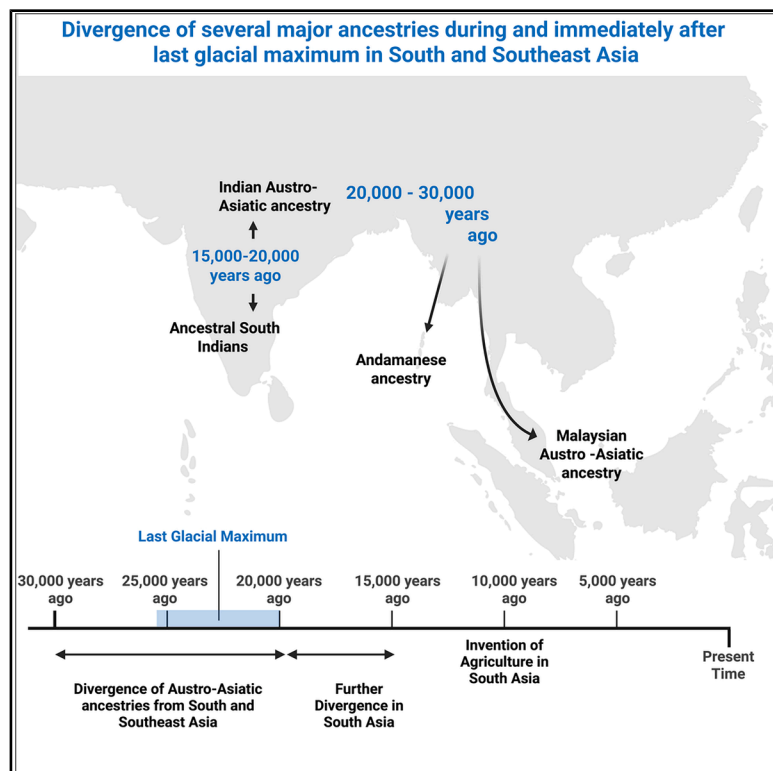 Divergence of several major ancestries during and immediately after
last glacial maximum in South and Southeast Asia
Indian Austro-
Asiatic ancestry
20,000 - 30,000
years
ago
15,000-20,000
years ago
Ancestral South
Indians
Andamanese
ancestry
Malaysian
Austro -Asiatic
ancestry
Last Glacial Maximum
30,000 years
ago
25,000 years
ago
20,000 years
ago
15,000 years
ago
10,000 years
ago
5,000 years
ago
Present
Time
Invention of
Agriculture in
South Asia
Divergence of Austro-Asiatic
ancestries from South and
Southeast Asia
Further
Divergence in
South Asia